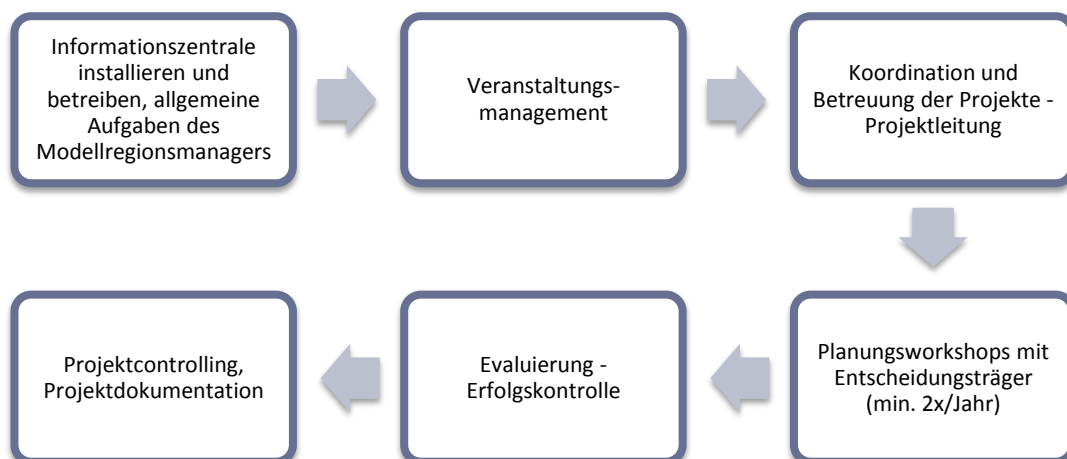 Informationszentrale
installieren und
betreiben, allgemeine
Aufgaben des
Modellregionsmanagers
Veranstaltungs-
management
Koordination und
Betreuung der Projekte -
Projektleitung
Planungsworkshops mit
Entscheidungsträger
(min. 2x/Jahr)
Evaluierung -
Erfolgskontrolle
Projektcontrolling,
Projektdokumentation